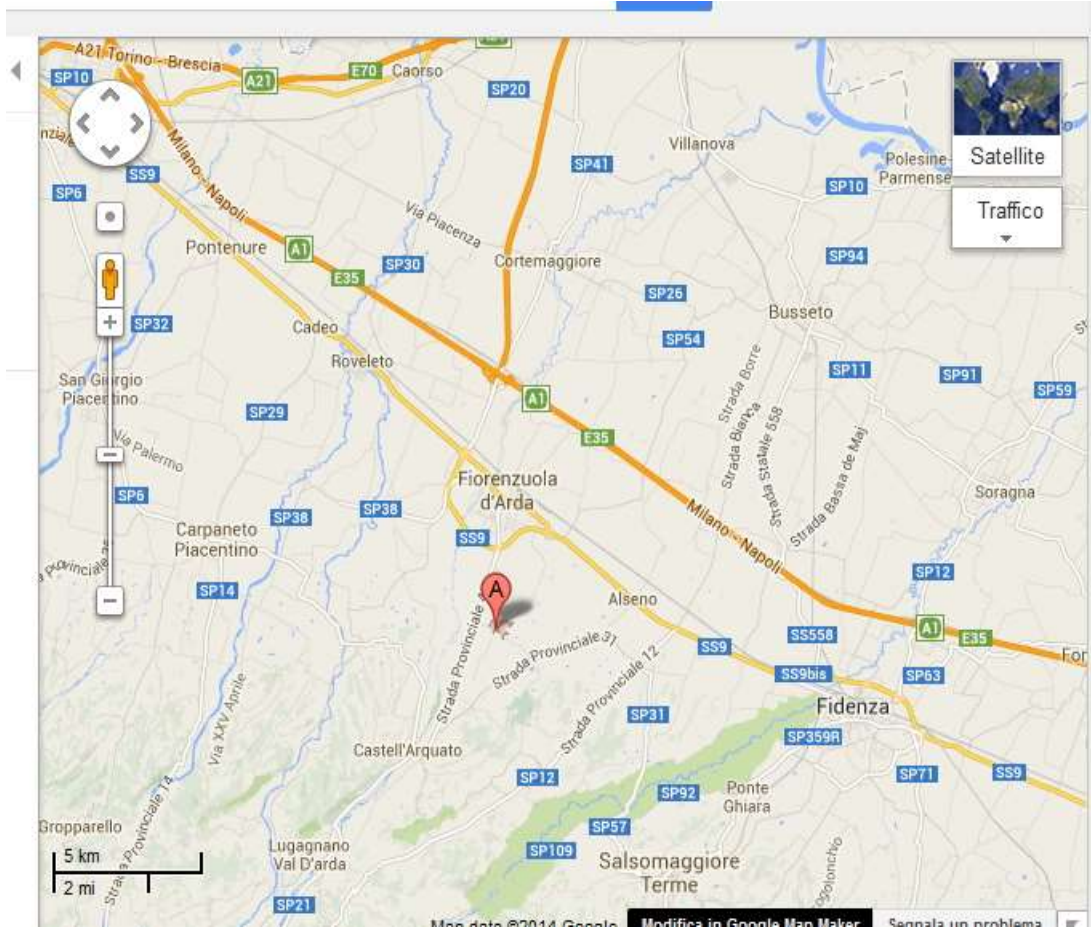 A21 Torino - Brescia
A21
E70
Caorso
SP10
SP20
Milano - Napoli
SS9
SP6
SP41
Villanova
Polesine
Parmense
SP10
Satellite
Traffico
Via Piacenza
Pontenure
A1
E35
SP30
Cortemaggiore
SP94
SP26
Busseto
SP32
Cadeo
Roveleto
SP54
SP11
SP91
SP59
San Giorgio
Piacentino
SP29
A1
E35
Strada Borre
Strada Bianca
Strada Statale 558
Strada Bassa de Maj
Via Palermo
SP6
Fiorenzuola
d'Arda
Soragna
SP38
SP38
Carpaneto
Piacentino
SS9
Milano - Napoli
SP14
SP12
A
Alseno
Strada Provinciale 31
Strada Provinciale 12
SS9
SS558
A1
E35
SS9bis
SP63
Via XXV Aprile
SP31
Fidenza
SP359R
Castell'Arquato
SP12
SP92
Ponte
Ghiara
SP71
SS9
Strada Provinciale 14
Gropparello
5 km
2 mi
Lugagnano
Val D'arda
SP57
SP109
Salsomaggiore
Terme
SP21
Map data ©2014 Google
Modifica in Google Map Maker
Segnala un problema